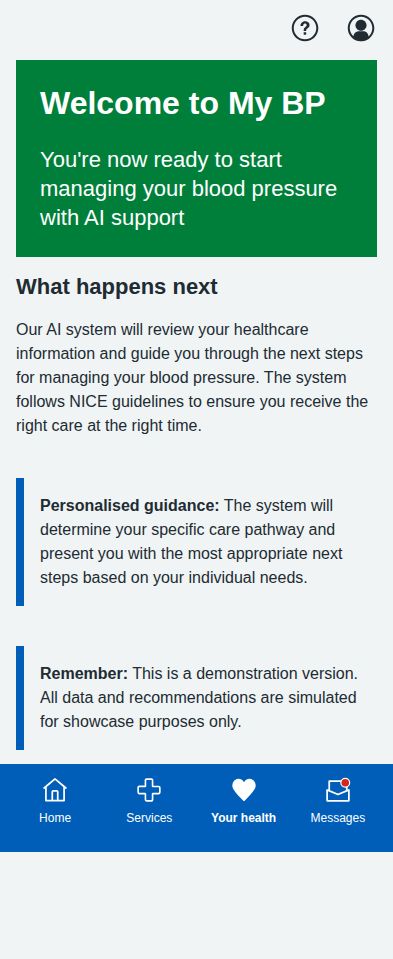 Welcome to My BP
You're now ready to start
managing your blood pressure
with AI support
What happens next
Our AI system will review your healthcare
information and guide you through the next steps
for managing your blood pressure. The system
follows NICE guidelines to ensure you receive the
right care at the right time.
Personalised guidance: The system will
determine your specific care pathway and
present you with the most appropriate next
steps based on your individual needs.
Remember: This is a demonstration version.
All data and recommendations are simulated
for showcase purposes only.
Home Services Your health Messages